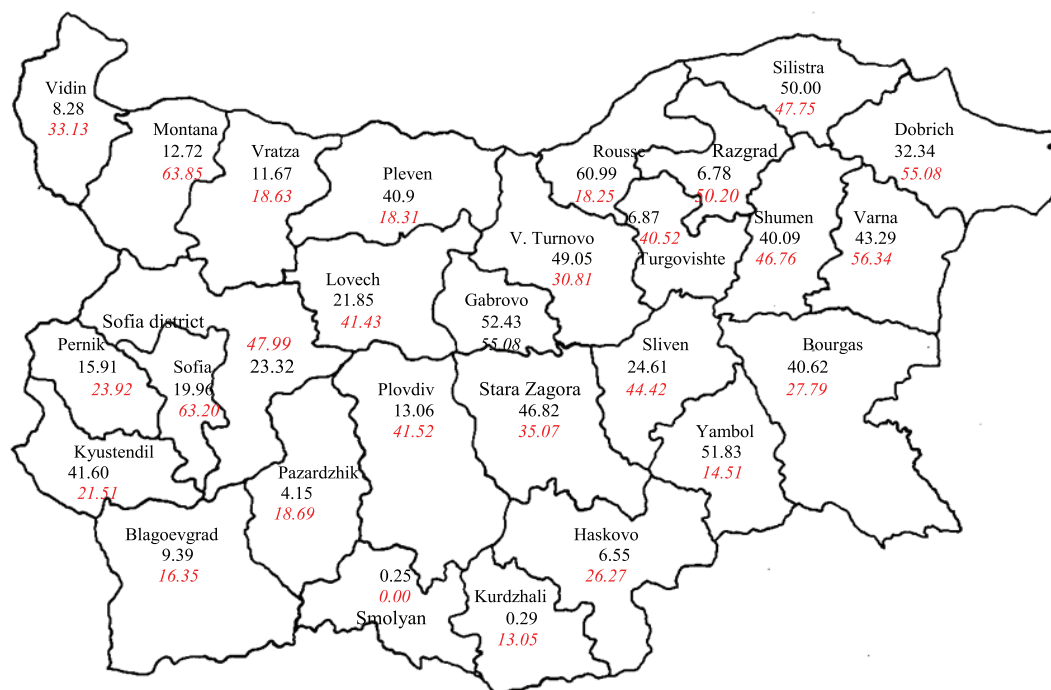 Silistra
50.00
47.75
Vidin
8.28
33.13
Montana
12.72
63.85
Vratza
11.67
18.63
Pleven
40.9
18.31
Rousse
60.99
18.25
Razgrad
6.78
50.20
Dobrich
32.34
55.08
6.87
40.52
Turgovishte
Shumen
40.09
46.76
Varna
43.29
56.34
V. Turnovo
49.05
30.81
Lovech
21.85
41.43
Gabrovo
52.43
55.08
Sofia district
47.99
23.32
Pernik
15.91
23.92
Sofia
19.96
63.20
Plovdiv
13.06
41.52
Stara Zagora
46.82
35.07
Sliven
24.61
44.42
Bourgas
40.62
27.79
Yambol
51.83
14.51
Kyustendil
41.60
21.51
Pazardzhik
4.15
18.69
Blagoevgrad
9.39
16.35
0.25
0.00
Smolyan
Kurdzhali
0.29
13.05
Haskovo
6.55
26.27